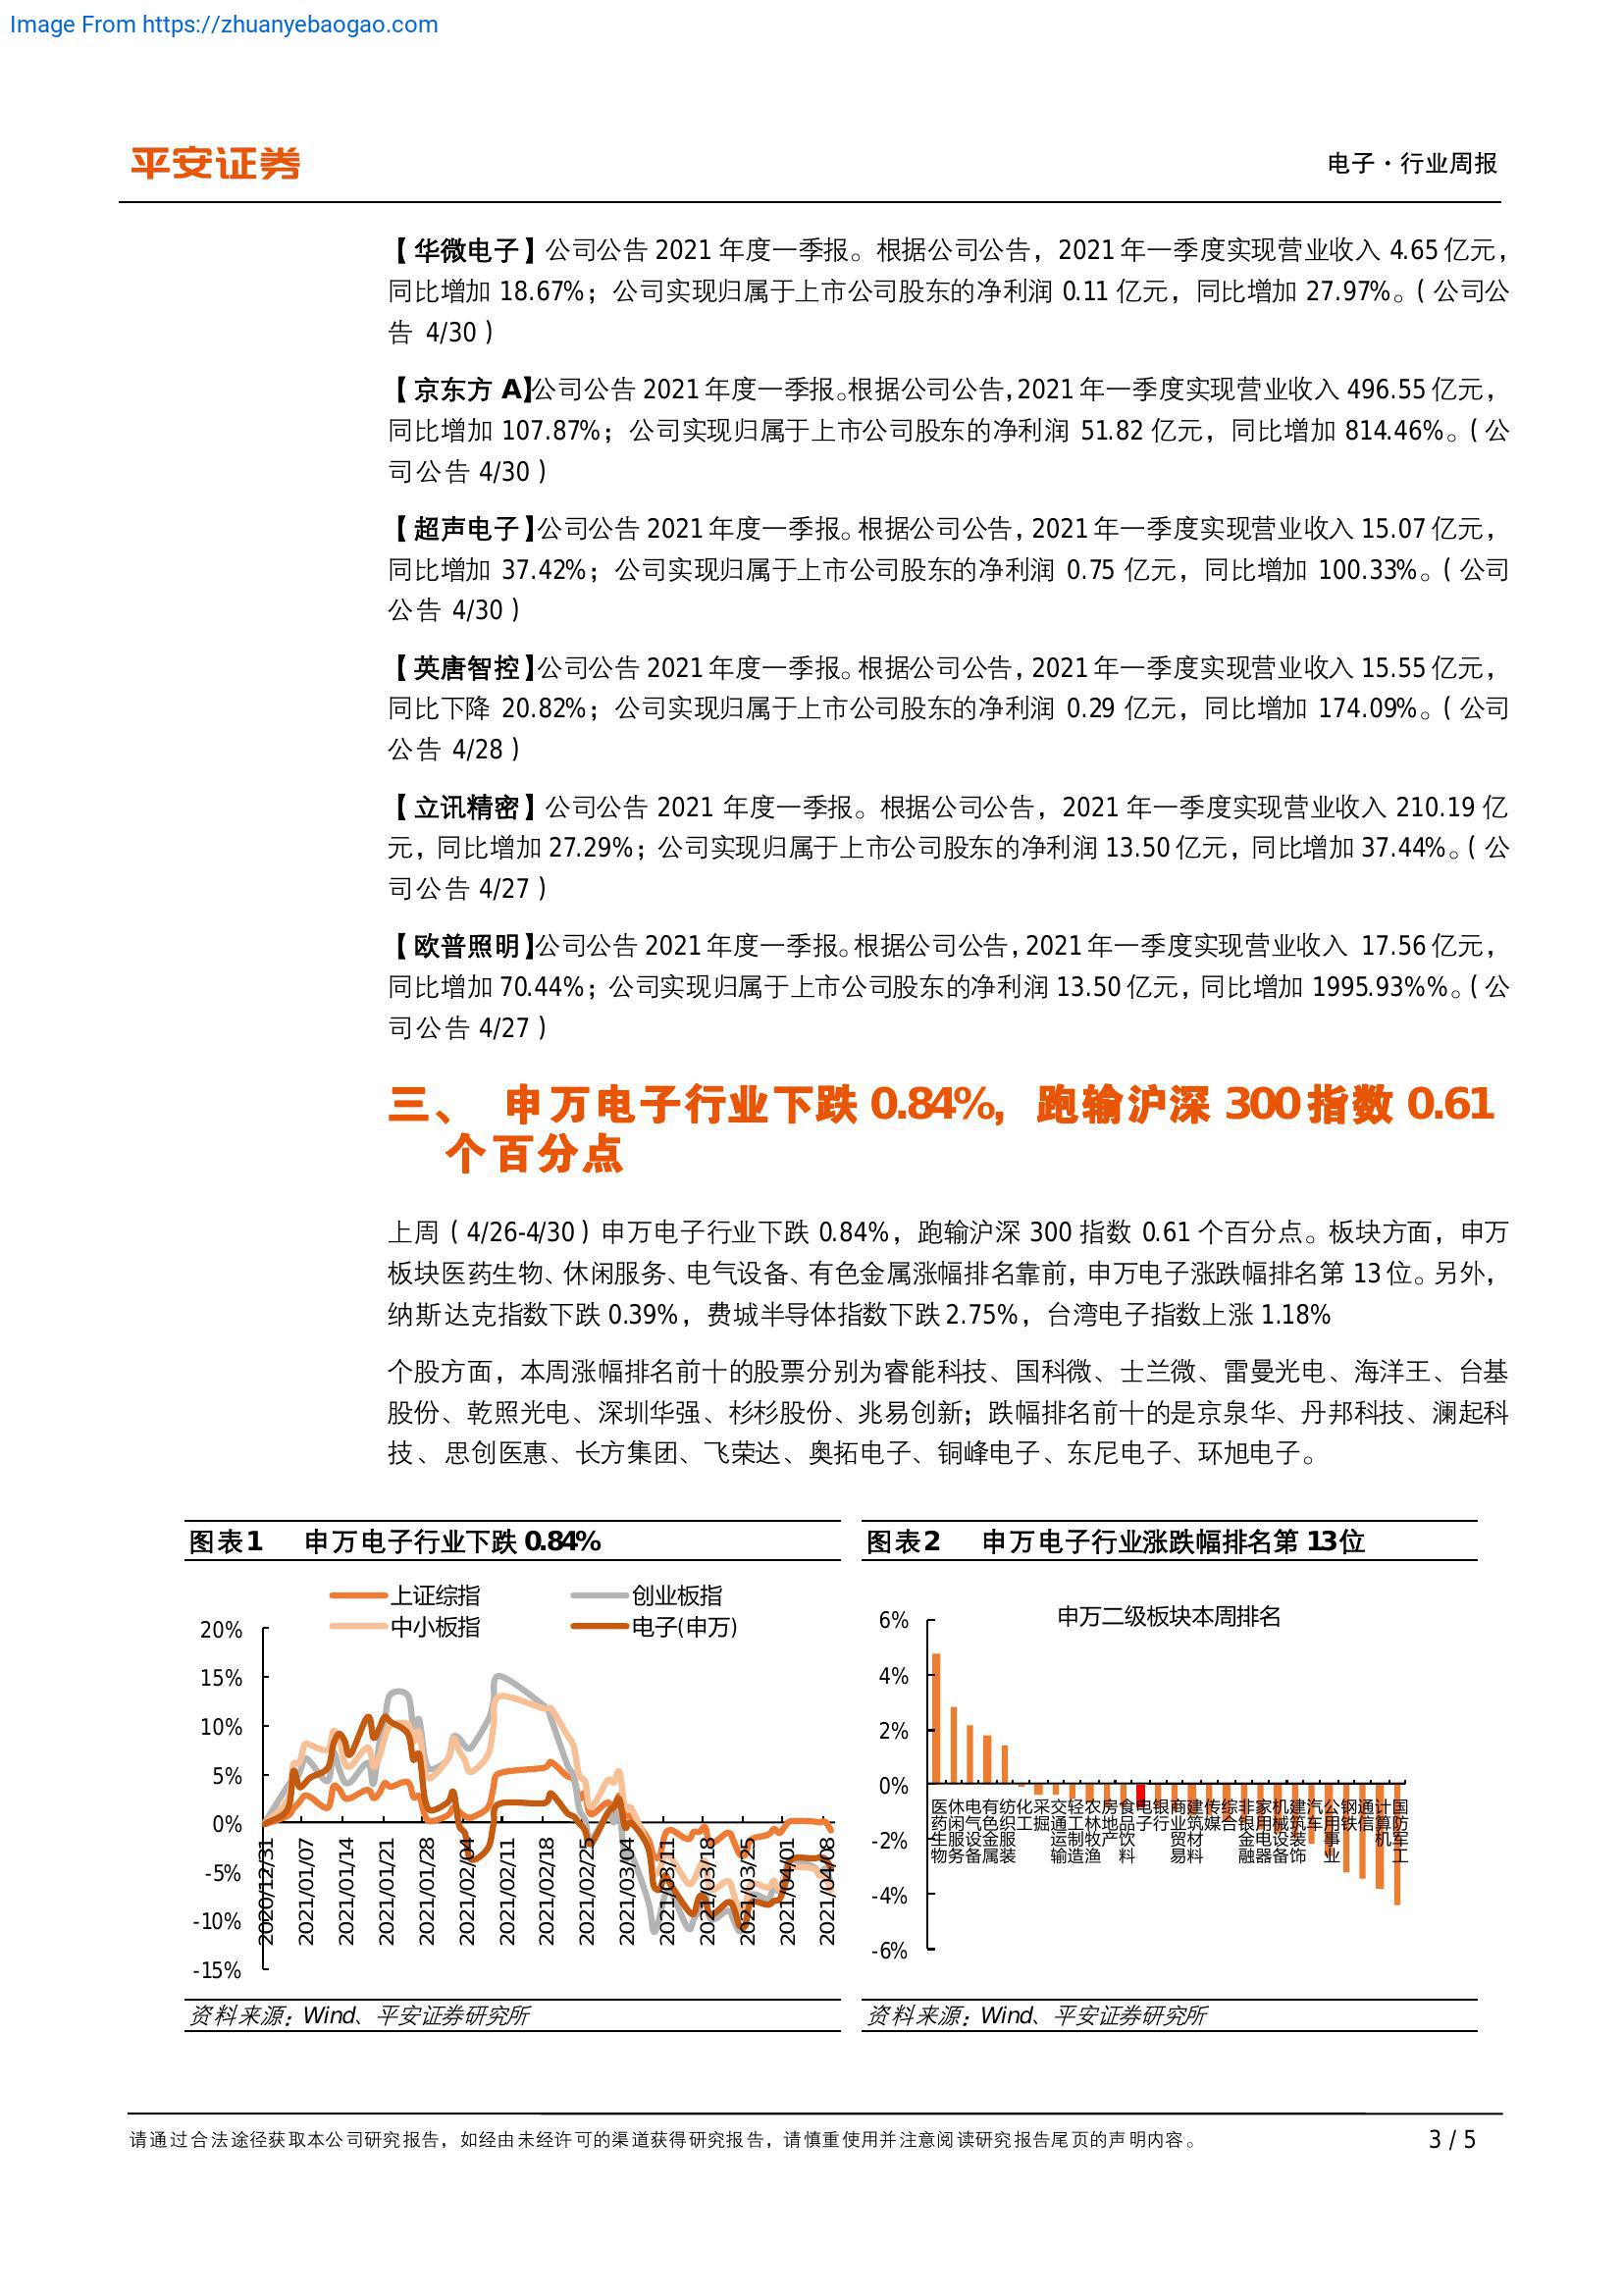 Image From https://zhuanyebaogao.com
平安证券
电子·行业周报
【华微电子】公司公告 2021 年度一季报。根据公司公告，2021 年一季度实现营业收入 4.65 亿元，
同比增加 18.67%；公司实现归属于上市公司股东的净利润 0.11 亿元，同比增加 27.97%。（公司公
告 4/30）
【京东方 A】公司公告 2021 年度一季报。根据公司公告，2021 年一季度实现营业收入 496.55 亿元，
同比增加 107.87%；公司实现归属于上市公司股东的净利润 51.82 亿元，同比增加 814.46%。（公
司公告 4/30）
【超声电子】公司公告 2021 年度一季报。根据公司公告，2021 年一季度实现营业收入 15.07 亿元，
同比增加 37.42%；公司实现归属于上市公司股东的净利润 0.75 亿元，同比增加 100.33%。（公司
公告 4/30）
【英唐智控】公司公告 2021 年度一季报。根据公司公告，2021 年一季度实现营业收入 15.55 亿元，
同比下降 20.82%；公司实现归属于上市公司股东的净利润 0.29 亿元，同比增加 174.09%。（公司
公告 4/28）
【立讯精密】公司公告 2021 年度一季报。根据公司公告，2021 年一季度实现营业收入 210.19 亿
元，同比增加 27.29%；公司实现归属于上市公司股东的净利润 13.50 亿元，同比增加 37.44%。（公
司公告 4/27）
【欧普照明】公司公告 2021 年度一季报。根据公司公告，2021 年一季度实现营业收入 17.56 亿元，
同比增加 70.44%；公司实现归属于上市公司股东的净利润 13.50 亿元，同比增加 1995.93%%。（公
司公告 4/27）
三、 申万电子行业下跌 0.84%，跑输沪深 300 指数 0.61
个百分点
上周（4/26-4/30）申万电子行业下跌 0.84%，跑输沪深 300 指数 0.61 个百分点。板块方面，申万
板块医药生物、休闲服务、电气设备、有色金属涨幅排名靠前，申万电子涨跌幅排名第 13 位。另外，
纳斯达克指数下跌 0.39%，费城半导体指数下跌 2.75%，台湾电子指数上涨 1.18%
个股方面，本周涨幅排名前十的股票分别为睿能科技、国科微、士兰微、雷曼光电、海洋王、台基
股份、乾照光电、深圳华强、杉杉股份、兆易创新；跌幅排名前十的是京泉华、丹邦科技、澜起科
技、思创医惠、长方集团、飞荣达、奥拓电子、铜峰电子、东尼电子、环旭电子。
图表1 申万电子行业下跌 0.84%
上证综指 创业板指
中小板指 电子(申万)
20%
15%
10%
5%
0%
-5%
-10%
-15%
2020/12/31
2021/01/07
2021/01/14
2021/01/21
2021/01/28
2021/02/04
2021/02/11
2021/02/18
2021/02/25
2021/03/04
2021/03/11
2021/03/18
2021/03/25
2021/04/01
2021/04/08
资料来源：Wind、平安证券研究所
图表2 申万电子行业涨跌幅排名第 13位
申万二级板块本周排名
6%
4%
2%
0%
-2%
-4%
-6%
医药生物
休闲服务
电气设备
有色金属
纺织服装
化工
采掘
交通运输
轻工制造
农林牧渔
房地产
食品饮料
电子
银行
商业贸易
建筑材料
传媒
综合
非银金融
家用电器
机械设备
建筑装饰
汽车
公用事业
钢铁
通信
计算机
国防军工
资料来源：Wind、平安证券研究所
请通过合法途径获取本公司研究报告，如经由未经许可的渠道获得研究报告，请慎重使用并注意阅读研究报告尾页的声明内容。
3 / 5